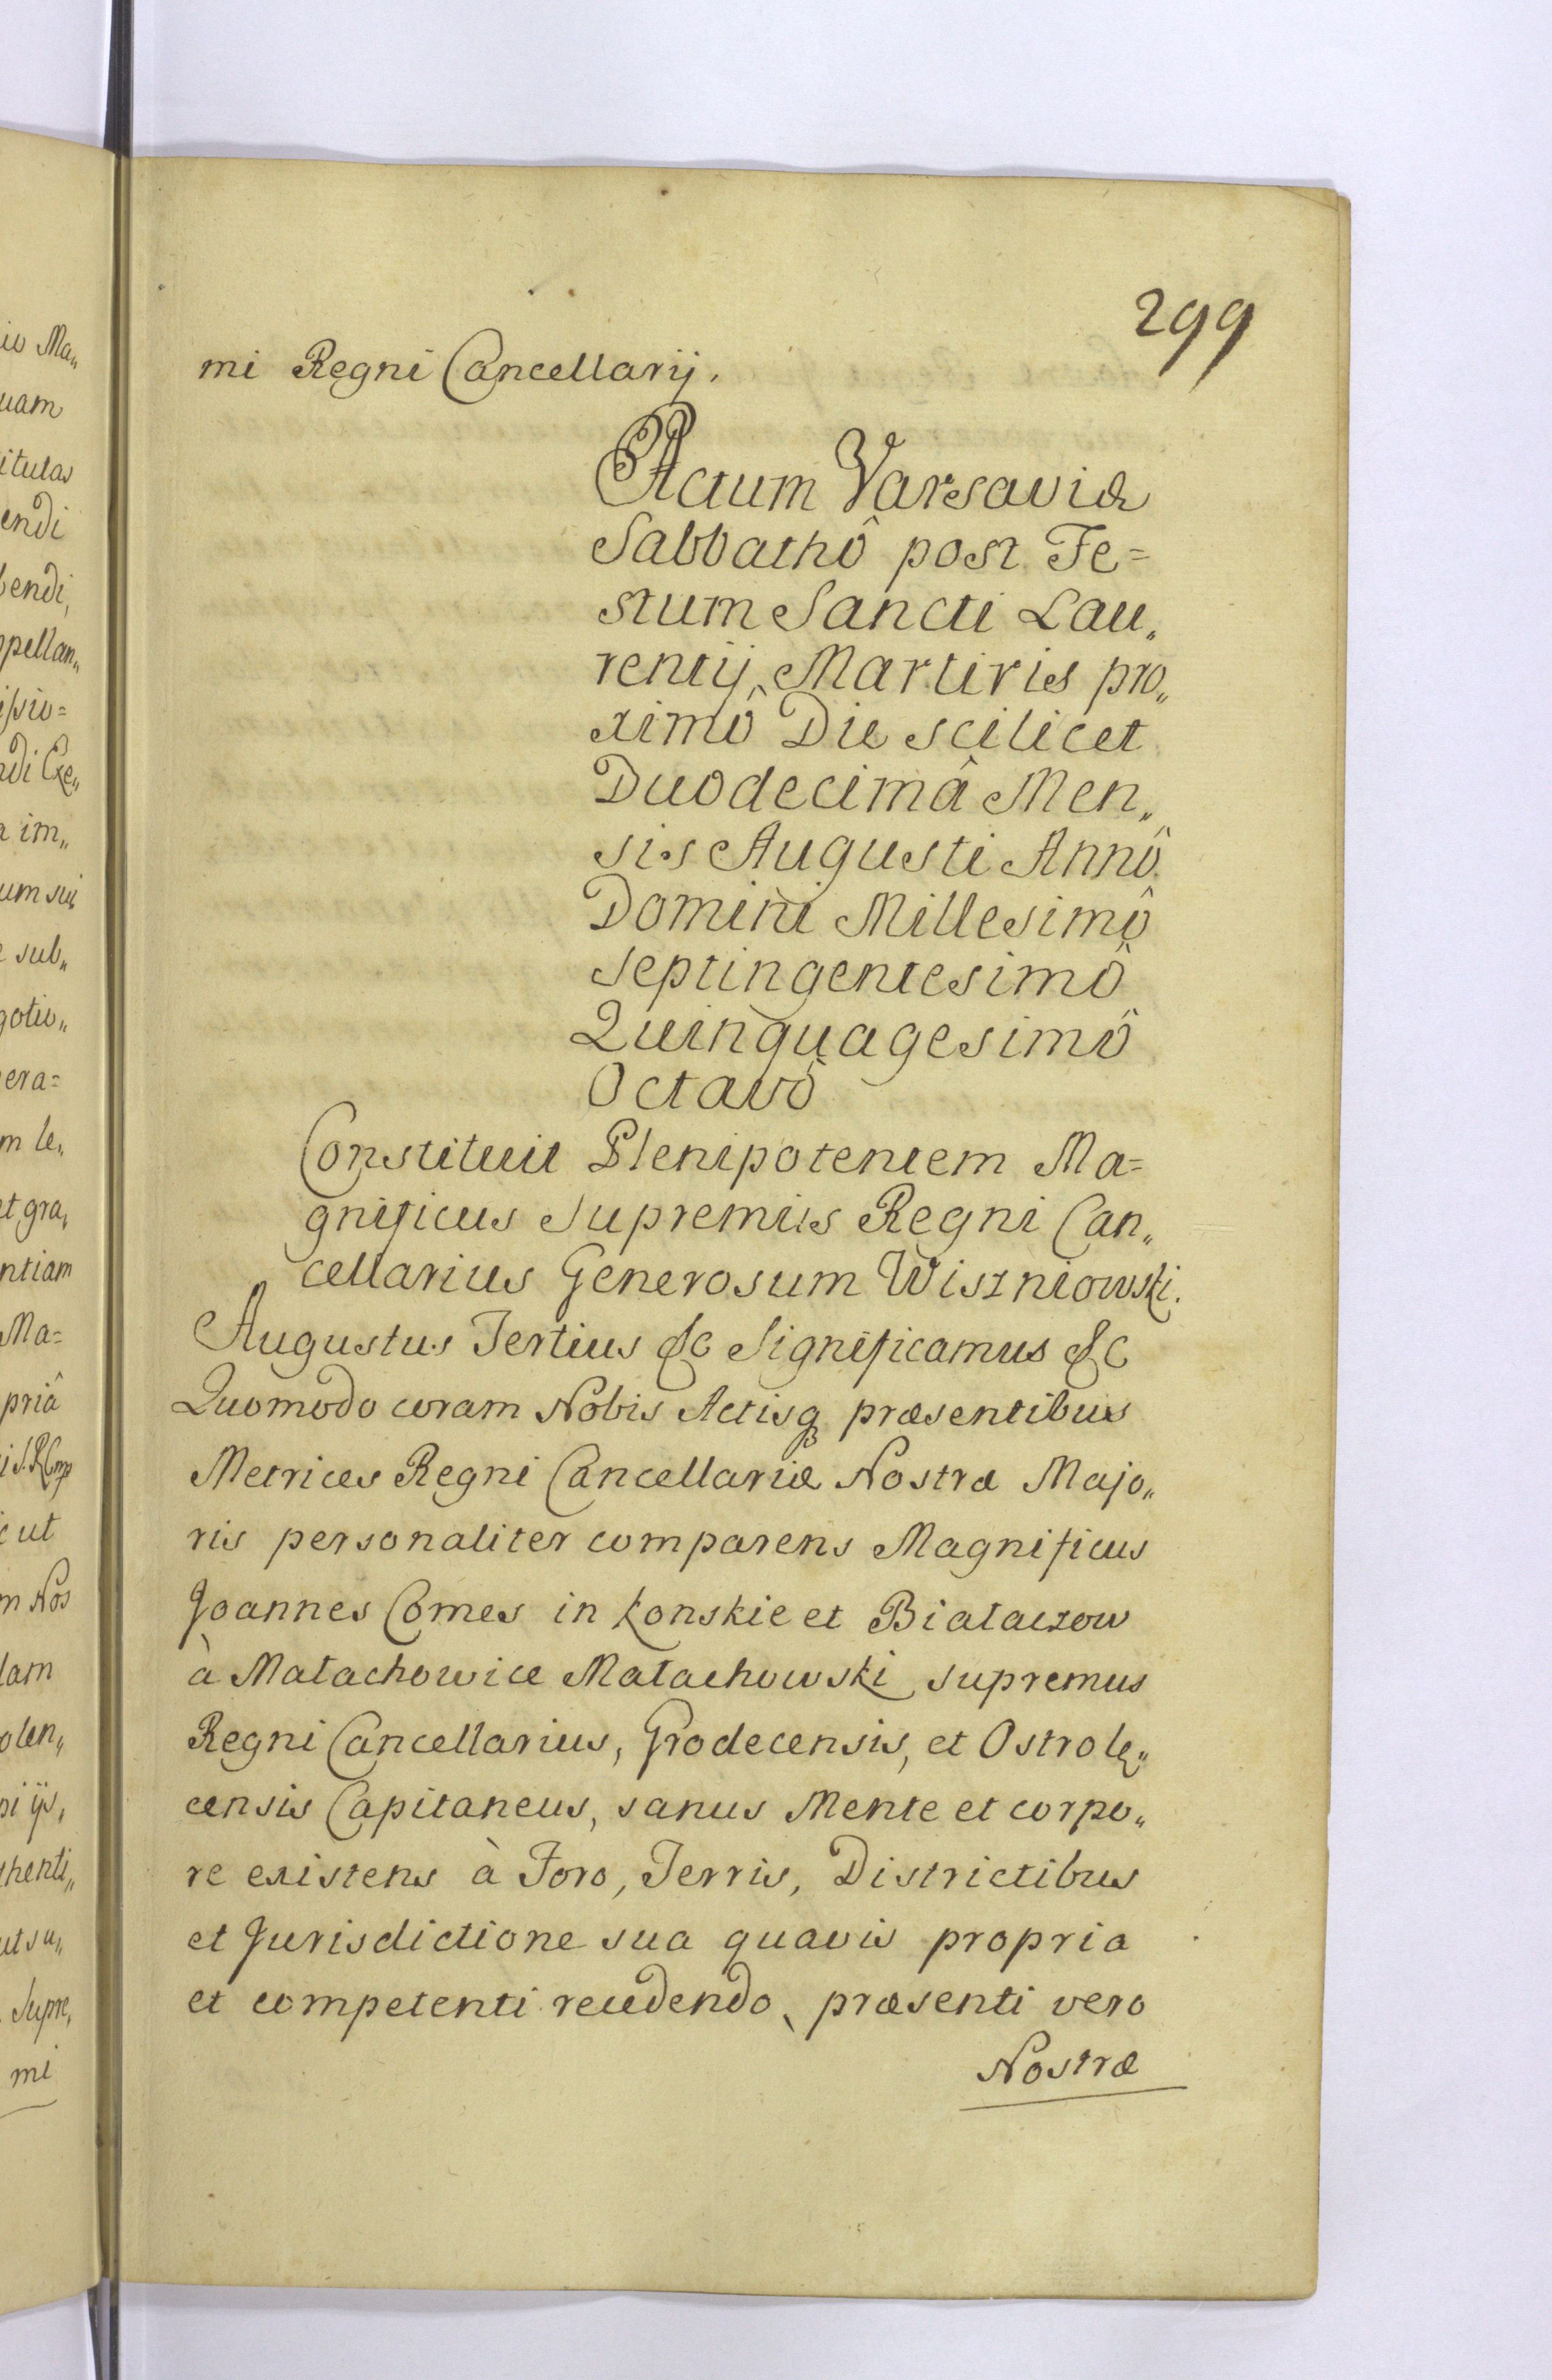 299
mi Regni Cancellarij.
Actum Varsaviæ
Sabbathô post Fe=
stum Sancti Lau„
rentij Martiris pro„
ximô Die scilicet
Duodecimâ Men„
sis Augusti Annô
Domini Millesimô
Septingentesimô
Quinquagesimô
Octavô
Constituit Plenipotentem Ma=
gnificus Supremus Regni Can„
cellarius Generosum Wiszniowski.
Augustus Tertius &c Significamus &c
Quomodo coram Nobis Actisq præsentibus
Metrices Regni Cancellariæ Nostræ Majo„
ris personaliter comparens Magnificus
Joannes Comes in Konskie et Białaczow
à Małachowice Małachowski, supremus
Regni Cancellarius, Grodecensis, et Ostrolę„
censis Capitaneus, sanus Mente et corpo„
re existens à Foro, Terris, Districtibus
et Jurisdictione sua quavis propria
et competenti recedendo, præsenti vero
Nostræ